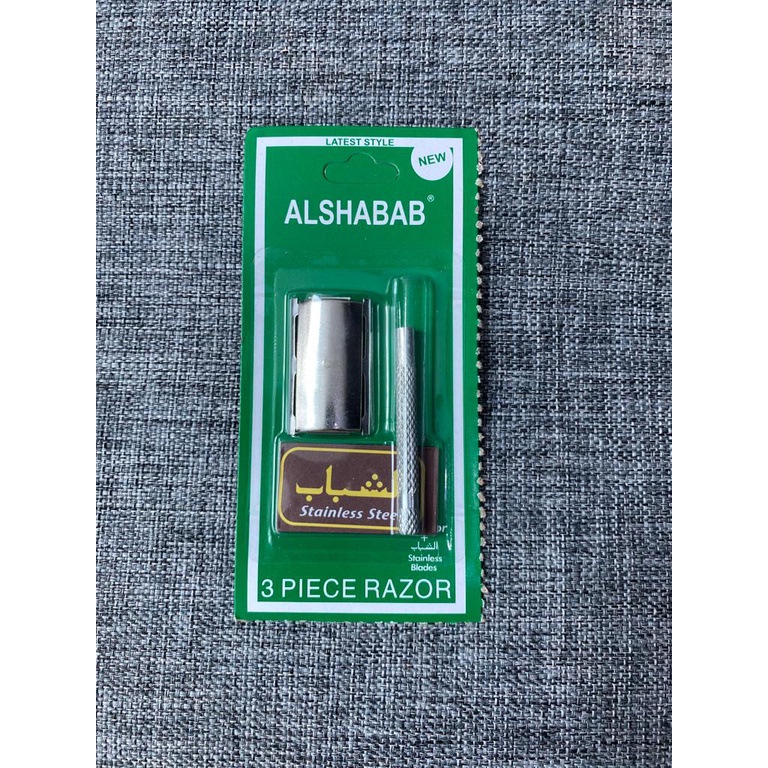 LATEST STYLE
NEW
ALSHABAB®
الشباب
Stainless Steel
+
الشباب
Stainless
Blades
3 PIECE RAZOR